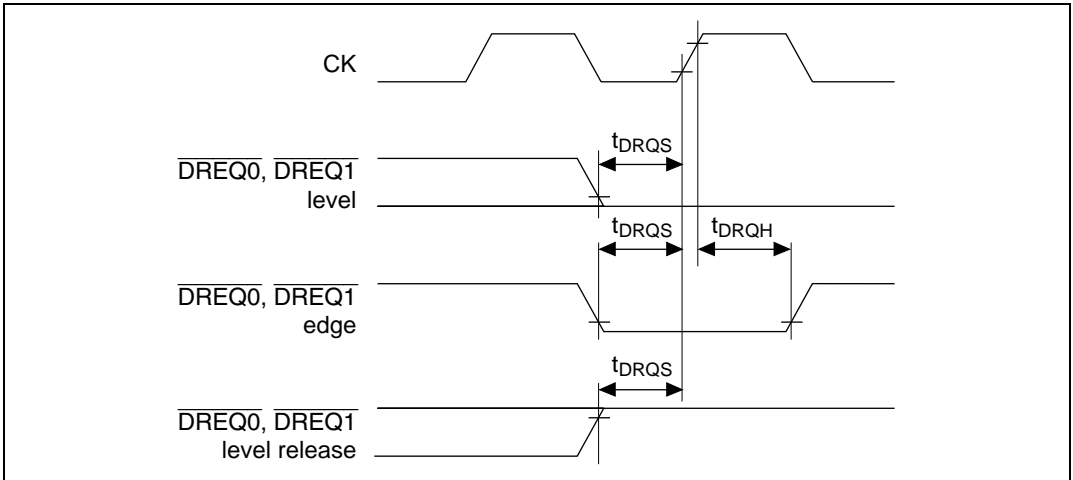 CK
tDRQS
DREQ0, DREQ1
level
tDRQS
tDRQH
DREQ0, DREQ1
edge
tDRQS
DREQ0, DREQ1
level release